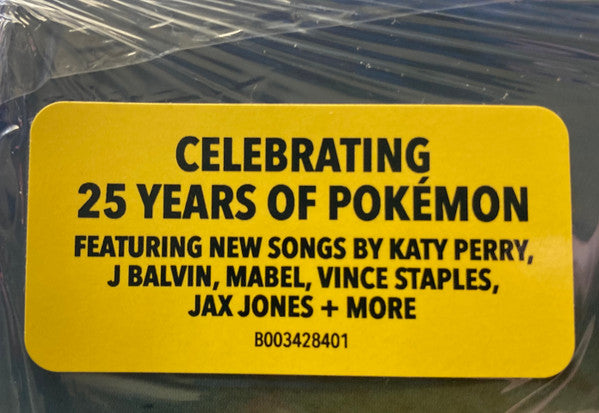 CELEBRATING
25 YEARS OF POKÉMON
FEATURING NEW SONGS BY KATY PERRY,
J BALVIN, MABEL, VINCE STAPLES,
JAX JONES + MORE
B003428401